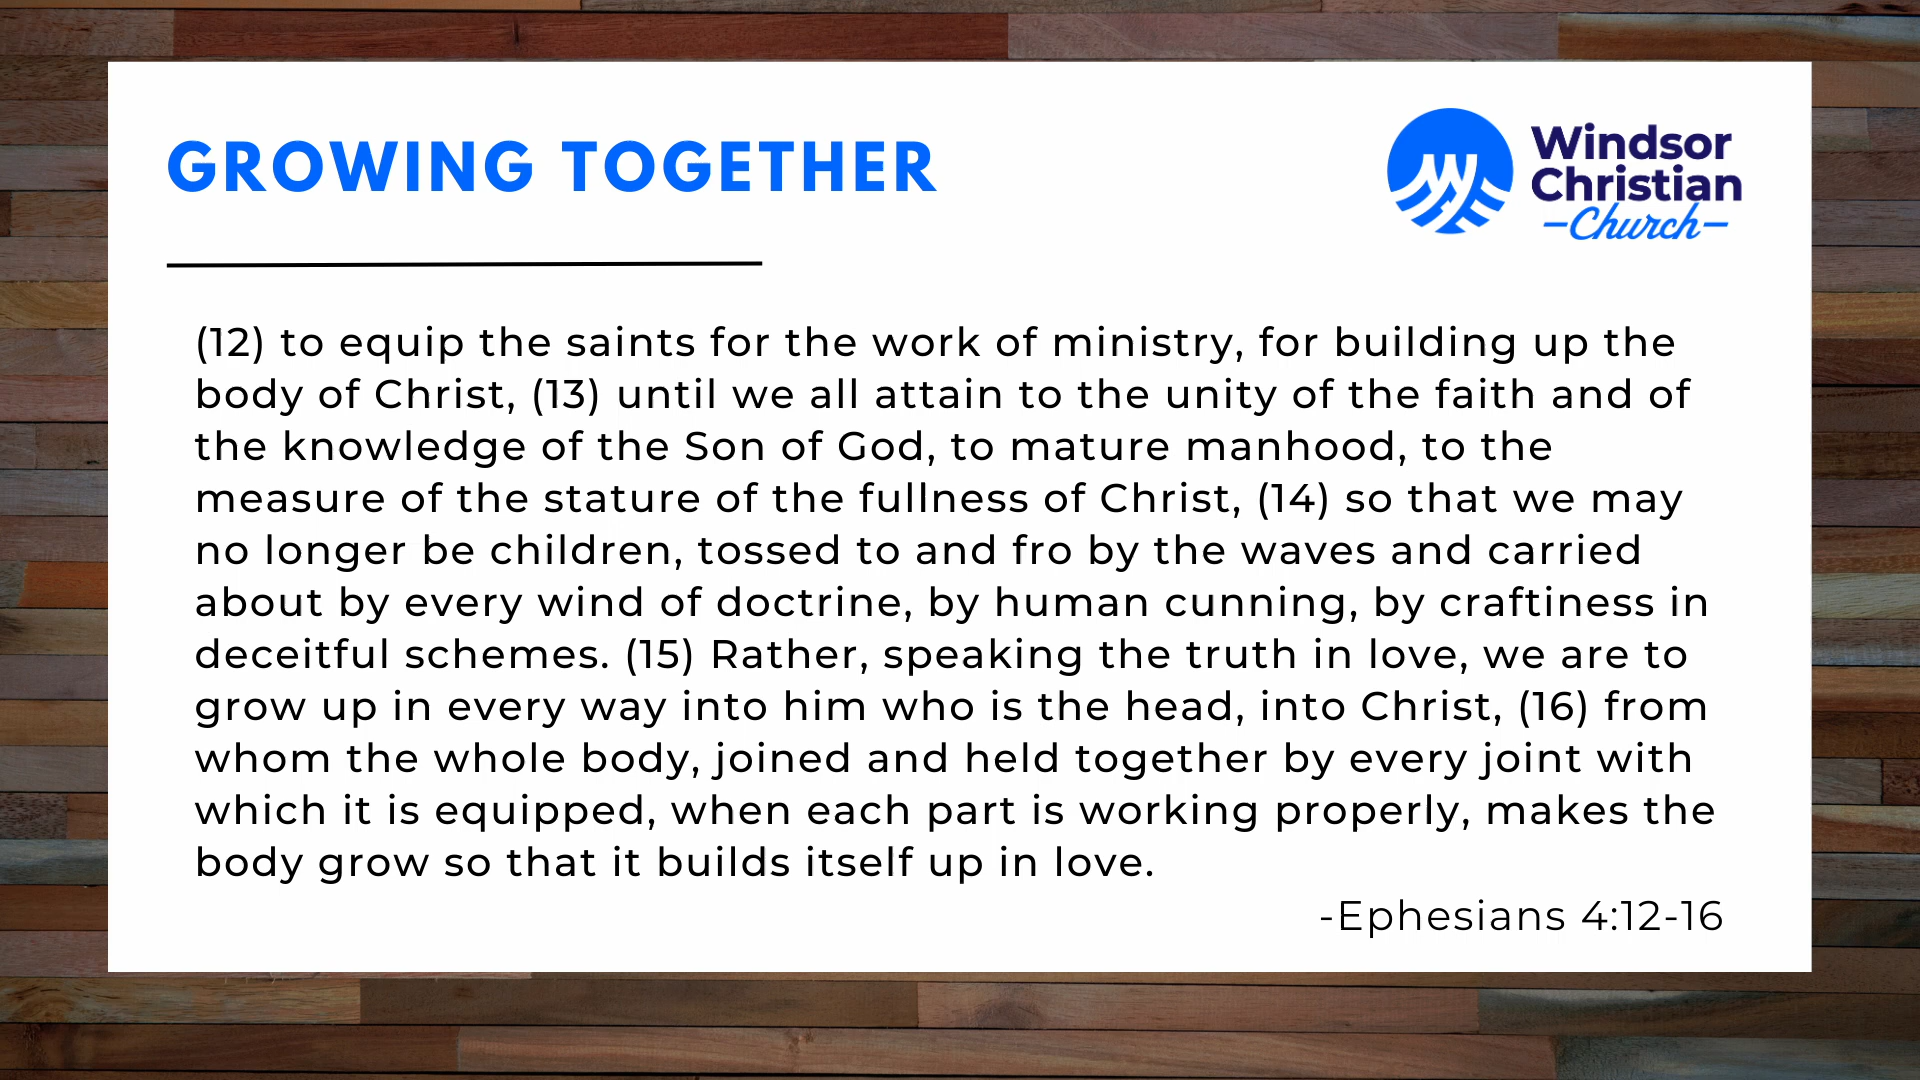 GROWING TOGETHER
Windsor
Christian
-Church-
(12) to equip the saints for the work of ministry, for building up the
body of Christ, (13) until we all attain to the unity of the faith and of
the knowledge of the Son of God, to mature manhood, to the
measure of the stature of the fullness of Christ, (14) so that we may
no longer be children, tossed to and fro by the waves and carried
about by every wind of doctrine, by human cunning, by craftiness in
deceitful schemes. (15) Rather, speaking the truth in love, we are to
grow up in every way into him who is the head, into Christ, (16) from
whom the whole body, joined and held together by every joint with
which it is equipped, when each part is working properly, makes the
body grow so that it builds itself up in love.
-Ephesians 4:12-16